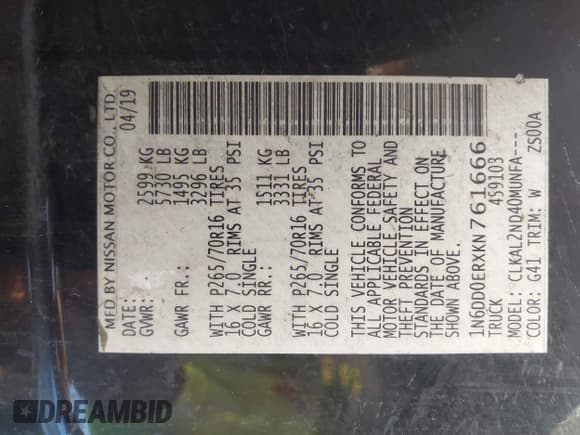 MFD BY NISSAN MOTOR CO., LTD.
DATE: 04/19
GVWR: 2599 KG
5730 LB
GAWR FR.: 1495 KG
3296 LB
WITH P265/70R16 TIRES
16 X 7.0 RIMS AT 35 PSI
COLD SINGLE
GAWR RR.: 1511 KG
3331 LB
WITH P265/70R16 TIRES
16 X 7.0 RIMS AT 35 PSI
COLD SINGLE
THIS VEHICLE CONFORMS TO
ALL APPLICABLE FEDERAL
MOTOR VEHICLE SAFETY AND
THEFT PREVENTION
STANDARDS IN EFFECT ON
THE DATE OF MANUFACTURE
SHOWN ABOVE.
1N6DD0ERXKN761666
TRUCK 459103
MODEL: CLKAL2ND40MUNFA---
COLOR: G41 TRIM: W ZS00A
DREAMBID